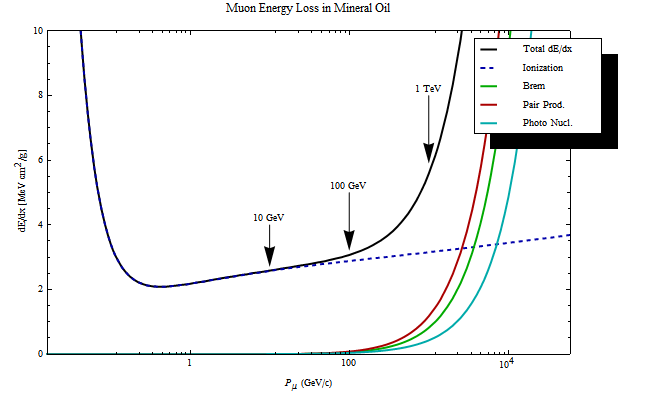 Muon Energy Loss in Mineral Oil
10
8
6
4
2
0
dE/dx [MeV cm²/g]
Total dE/dx
Ionization
Brem
Pair Prod.
Photo Nucl.
1 TeV
100 GeV
10 GeV
1
100
10⁴
Pμ (GeV/c)